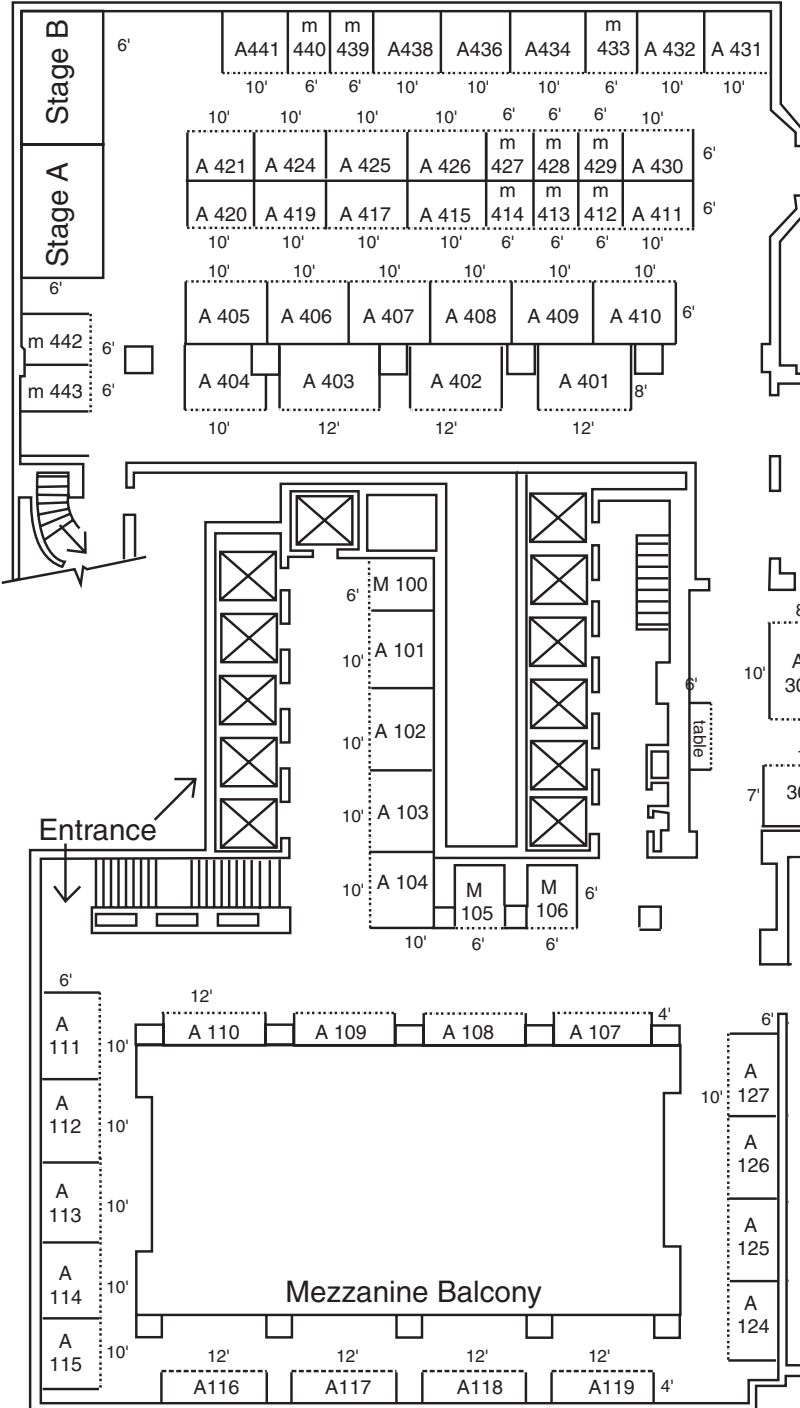 Stage B
6'
A441
m
440
m
439
A438
A436
A434
m
433
A 432
A 431
10' 6' 6' 10' 10' 10' 6' 10' 10'
10' 10' 10' 10' 6' 6' 6' 10'
Stage A
A 421
A 424
A 425
A 426
m
427
m
428
m
429
A 430
6'
A 420
A 419
A 417
A 415
m
414
m
413
m
412
A 411
6'
10' 10' 10' 10' 6' 6' 6' 10'
10' 10' 10' 10' 10' 10'
6'
A 405
A 406
A 407
A 408
A 409
A 410
6'
m 442
6'
m 443
6'
A 404
A 403
A 402
A 401
8'
10' 12' 12' 12'
6'
M 100
10'
A 101
10'
A 102
10'
A 103
10'
A 104
10'
M
105
6'
M
106
6'
6'
6'
table
8
10'
A
30
7'
30
Entrance
6'
A
111
10'
A
112
10'
A
113
10'
A
114
10'
A
115
10'
12'
A 110
A 109
A 108
A 107
4'
6'
A
127
10'
A
126
A
125
A
124
Mezzanine Balcony
12' 12' 12' 12'
A116
A117
A118
A119
4'